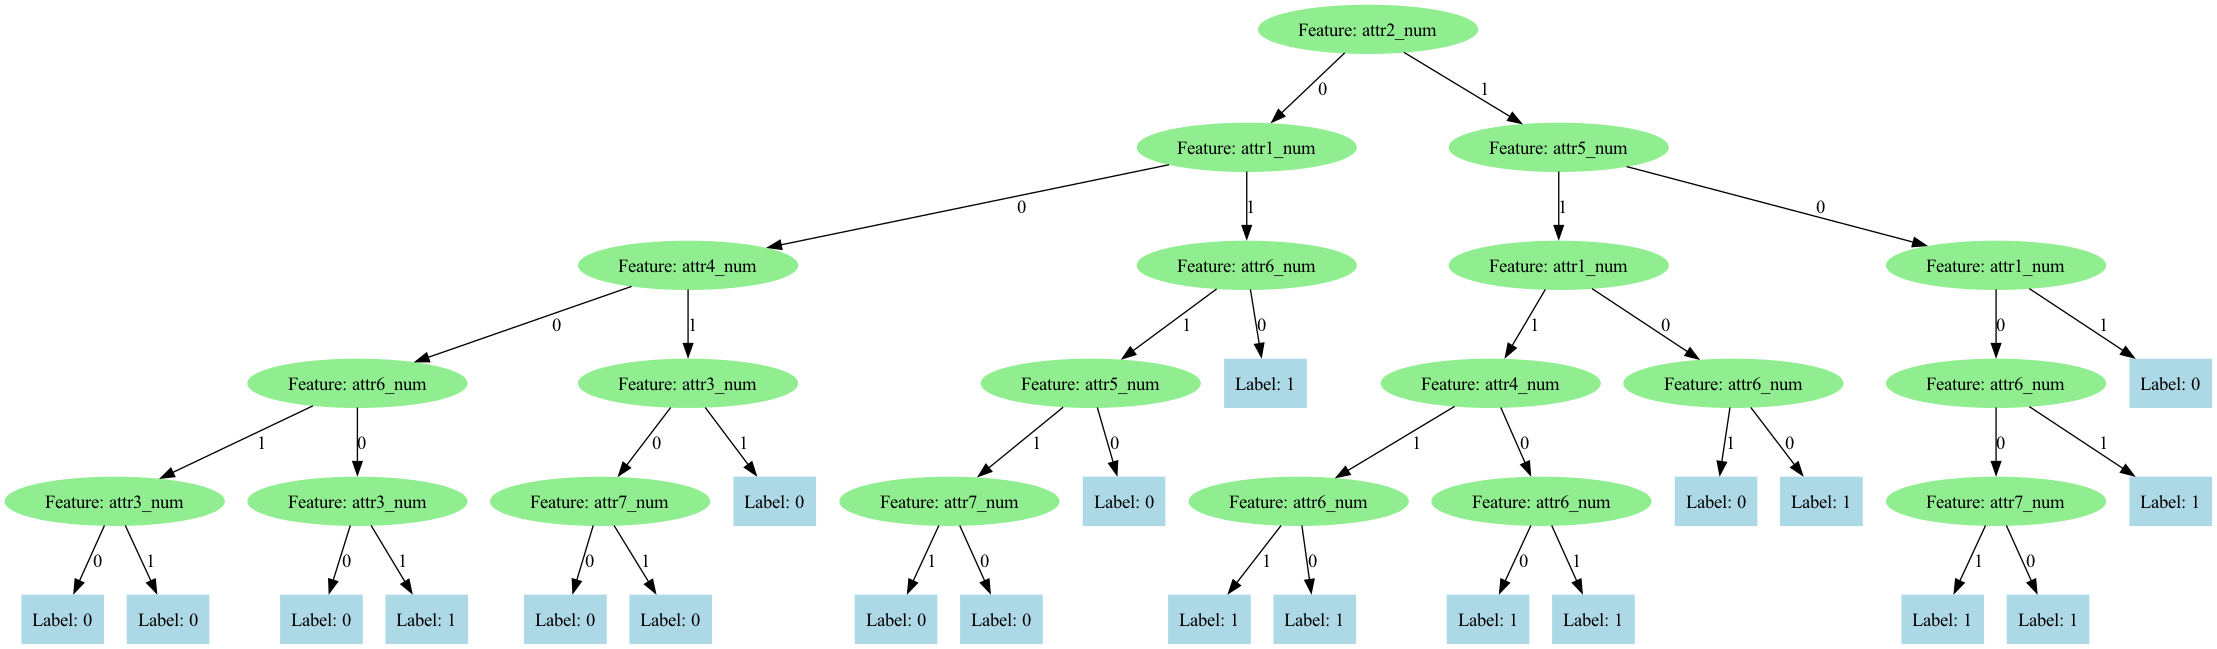 Feature: attr2_num
0
1
Feature: attr1_num
Feature: attr5_num
0
1
1
0
Feature: attr4_num
Feature: attr6_num
Feature: attr1_num
Feature: attr1_num
0
1
1
0
1
0
0
1
Feature: attr6_num
Feature: attr3_num
Feature: attr5_num
Label: 1
Feature: attr4_num
Feature: attr6_num
Feature: attr6_num
Label: 0
1
0
0
1
1
0
1
0
1
0
0
1
Feature: attr3_num
Feature: attr3_num
Feature: attr7_num
Label: 0
Feature: attr7_num
Label: 0
Feature: attr6_num
Feature: attr6_num
Label: 0
Label: 1
Feature: attr7_num
Label: 1
0
1
0
1
0
1
1
0
1
0
0
1
1
0
Label: 0
Label: 0
Label: 0
Label: 1
Label: 0
Label: 0
Label: 0
Label: 0
Label: 1
Label: 1
Label: 1
Label: 1
Label: 1
Label: 1